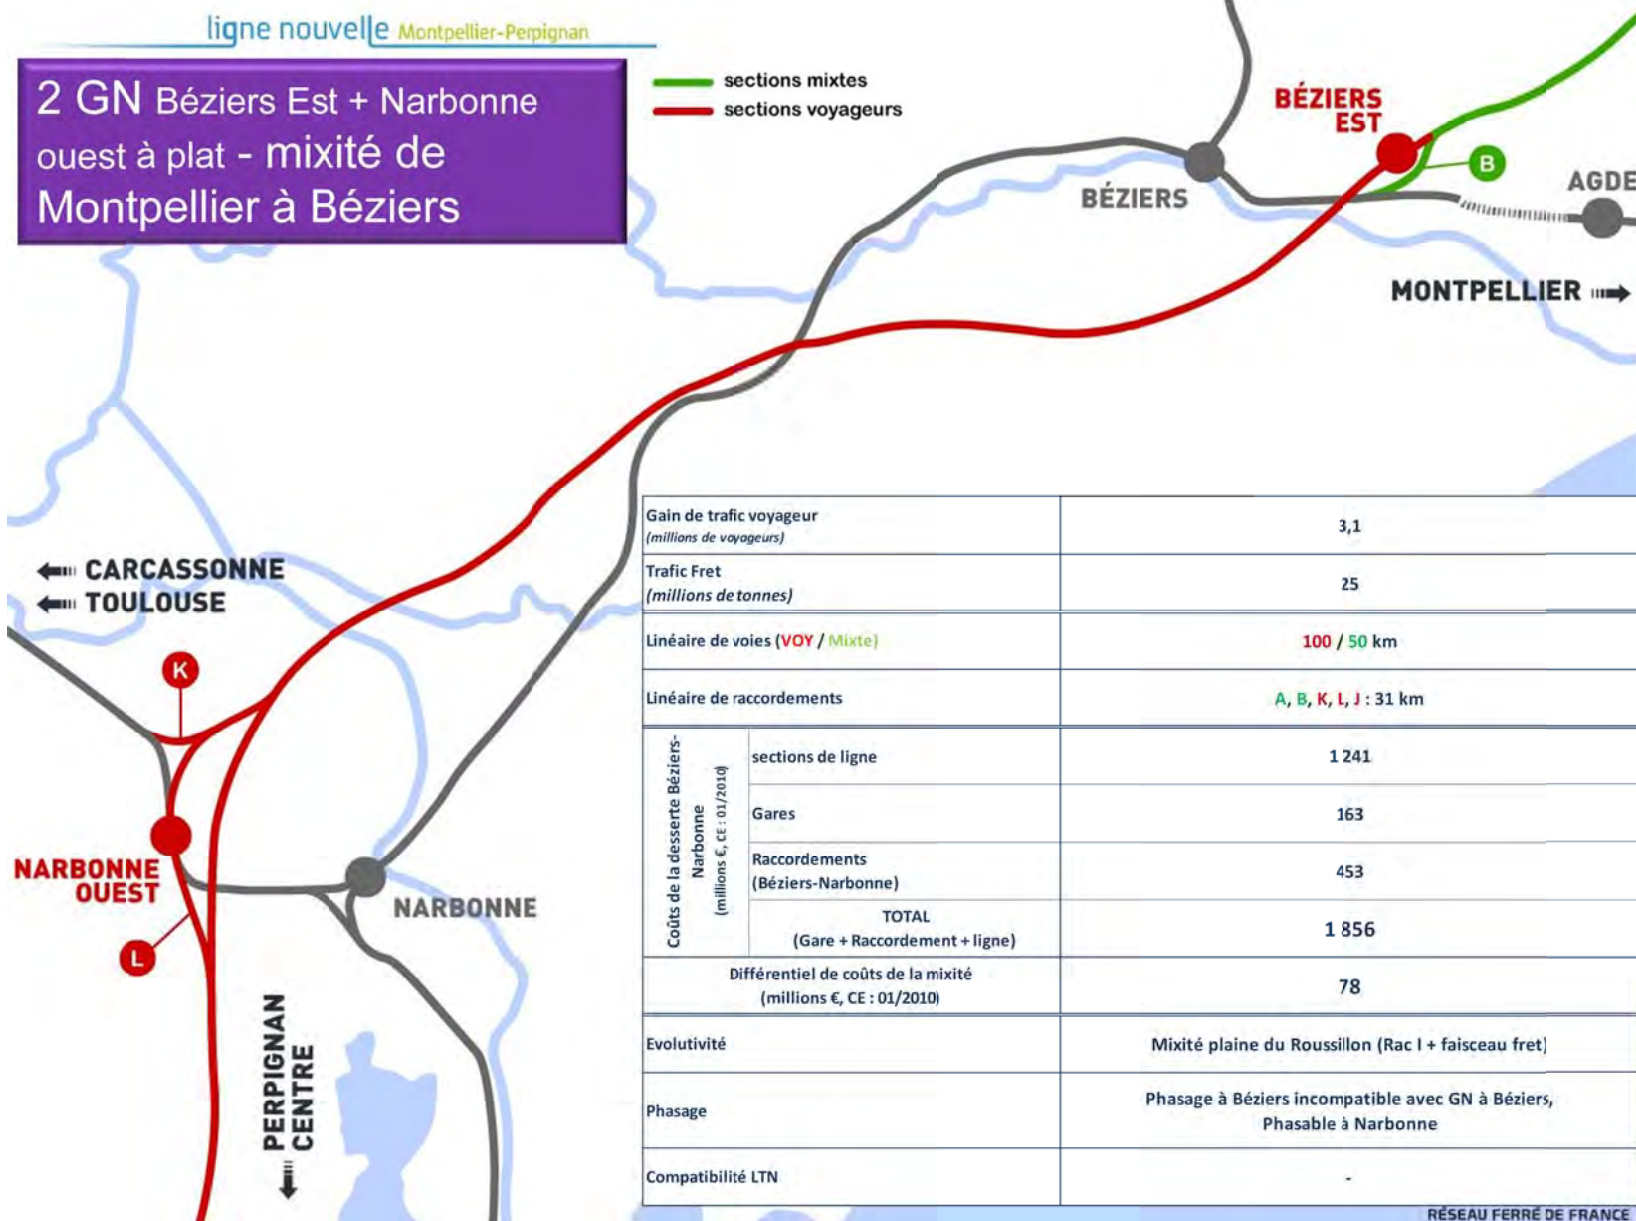 ligne nouvelle Montpellier-Perpignan
2 GN Béziers Est + Narbonne
ouest à plat - mixité de
Montpellier à Béziers
sections mixtes
sections voyageurs
BÉZIERS
EST
B
AGDE
BÉZIERS
MONTPELLIER
CARCASSONNE
TOULOUSE
K
NARBONNE
OUEST
NARBONNE
L
PERPIGNAN
CENTRE
Gain de trafic voyageur
(millions de voyageurs)
3,1
Trafic Fret
(millions de tonnes)
25
Linéaire de voies (VOY / Mixte)
100 / 50 km
Linéaire de raccordements
A, B, K, L, J : 31 km
Coûts de la desserte Béziers-
Narbonne
(millions €, CE : 01/2010)
sections de ligne
1 241
Gares
163
Raccordements
(Béziers-Narbonne)
453
TOTAL
(Gare + Raccordement + ligne)
1 856
Différentiel de coûts de la mixité
(millions €, CE : 01/2010)
78
Evolutivité
Mixité plaine du Roussillon (Rac I + faisceau fret)
Phasage
Phasage à Béziers incompatible avec GN à Béziers,
Phasable à Narbonne
Compatibilité LTN
-
RÉSEAU FERRÉ DE FRANCE